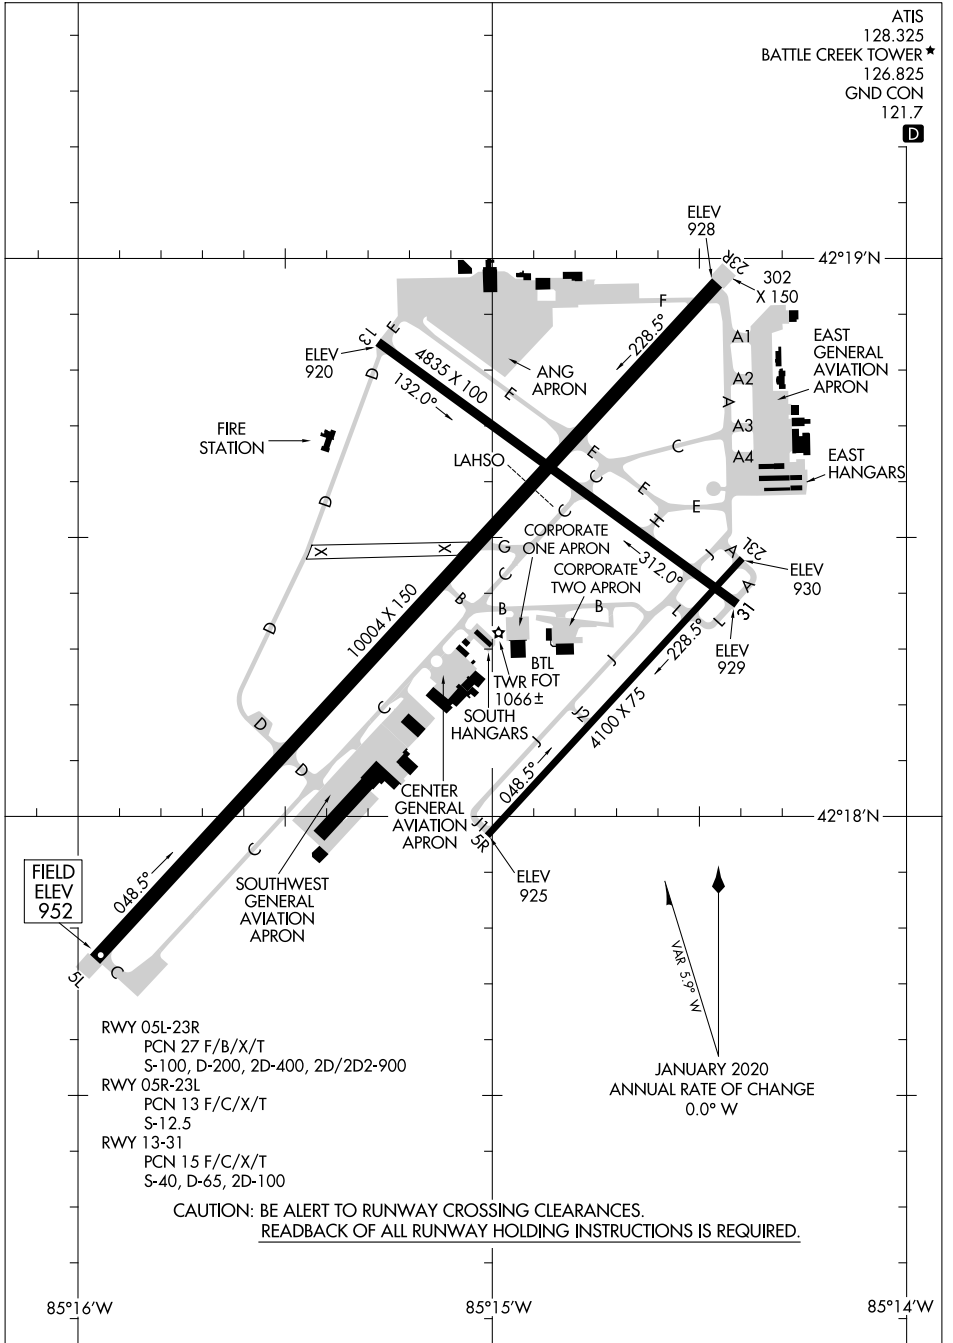 ATIS
128.325
BATTLE CREEK TOWER
126.825
GND CON
121.7
D
ELEV
928
23R
42°19'N
302
X 150
F
228.5°
A1
EAST
GENERAL
AVIATION
APRON
13
E
ELEV
920
D
4835 X 100
132.0°
ANG
APRON
E
A2
A
A3
A4
FIRE
STATION
LAHSO
E
C
C
C
E
H
E
EAST
HANGARS
D
X
X
G
CORPORATE
ONE APRON
C
312.0°
J
A
23L
ELEV
930
CORPORATE
TWO APRON
A
B
B
B
L
L
31
ELEV
929
D
10004 X 150
228.5°
TWR
1066±
BTL
FOT
SOUTH
HANGARS
J
J2
J
4100 X 75
C
D
D
048.5°
CENTER
GENERAL
AVIATION
APRON
J1
5R
42°18'N
ELEV
925
C
SOUTHWEST
GENERAL
AVIATION
APRON
048.5°
FIELD
ELEV
952
5L
C
VAR 5.9° W
JANUARY 2020
ANNUAL RATE OF CHANGE
0.0° W
RWY 05L-23R
PCN 27 F/B/X/T
S-100, D-200, 2D-400, 2D/2D2-900
RWY 05R-23L
PCN 13 F/C/X/T
S-12.5
RWY 13-31
PCN 15 F/C/X/T
S-40, D-65, 2D-100
CAUTION: BE ALERT TO RUNWAY CROSSING CLEARANCES.
READBACK OF ALL RUNWAY HOLDING INSTRUCTIONS IS REQUIRED.
85°16'W
85°15'W
85°14'W